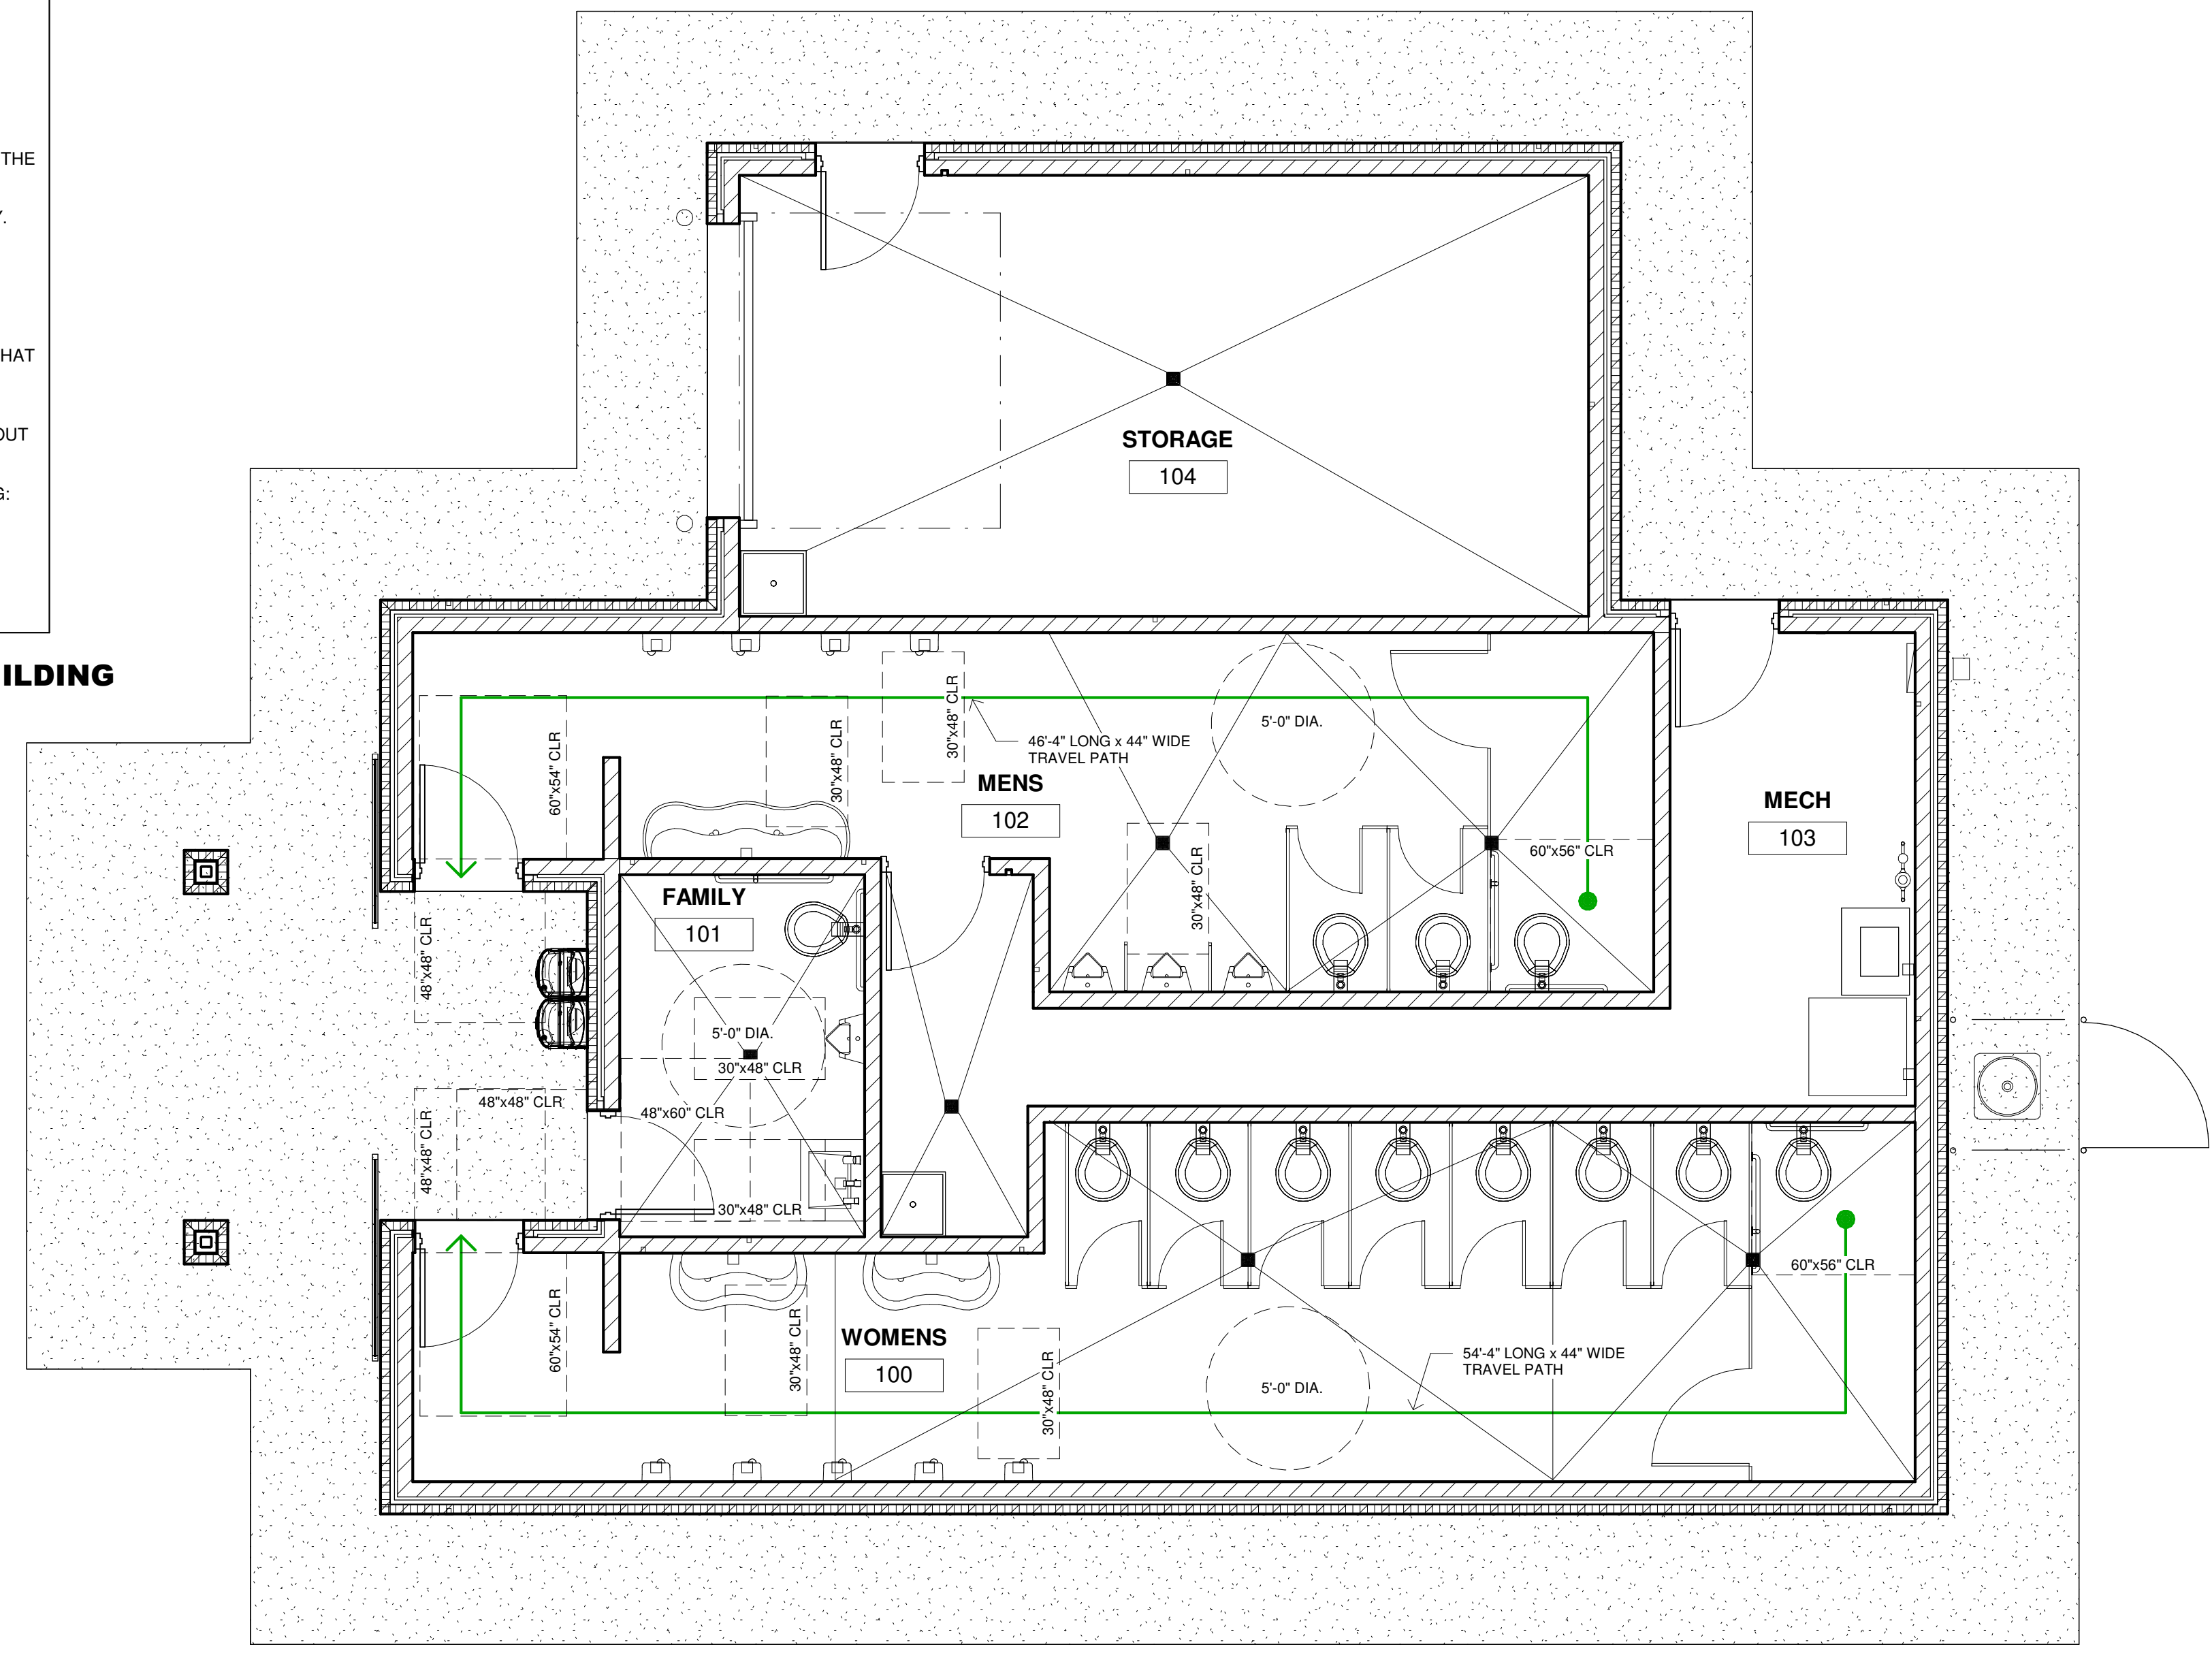 THE
Y.
HAT
OUT
G:
ILDING
STORAGE
104
60"x54" CLR
30"x48" CLR
30"x48" CLR
46'-4" LONG x 44" WIDE
TRAVEL PATH
5'-0" DIA.
MENS
102
MECH
103
60"x56" CLR
30"x48" CLR
FAMILY
101
48"x48" CLR
5'-0" DIA.
30"x48" CLR
48"x48" CLR
48"x60" CLR
48"x48" CLR
30"x48" CLR
60"x56" CLR
60"x54" CLR
30"x48" CLR
WOMENS
100
30"x48" CLR
5'-0" DIA.
54'-4" LONG x 44" WIDE
TRAVEL PATH